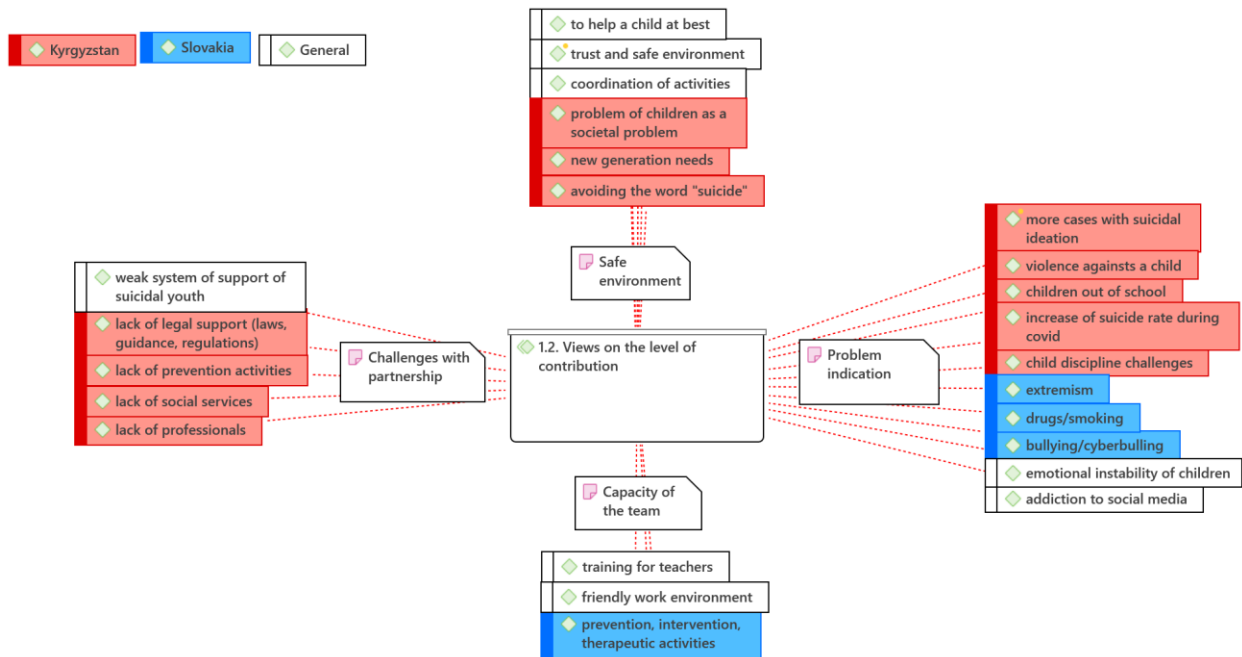 Kyrgyzstan
Slovakia
General
to help a child at best
trust and safe environment
coordination of activities
problem of children as a
societal problem
new generation needs
avoiding the word "suicide"
Safe
environment
weak system of support of
suicidal youth
lack of legal support (laws,
guidance, regulations)
lack of prevention activities
lack of social services
lack of professionals
Challenges with
partnership
1.2. Views on the level of
contribution
Problem
indication
more cases with suicidal
ideation
violence againsts a child
children out of school
increase of suicide rate during
covid
child discipline challenges
extremism
drugs/smoking
bullying/cyberbulling
emotional instability of children
addiction to social media
Capacity of
the team
training for teachers
friendly work environment
prevention, intervention,
therapeutic activities